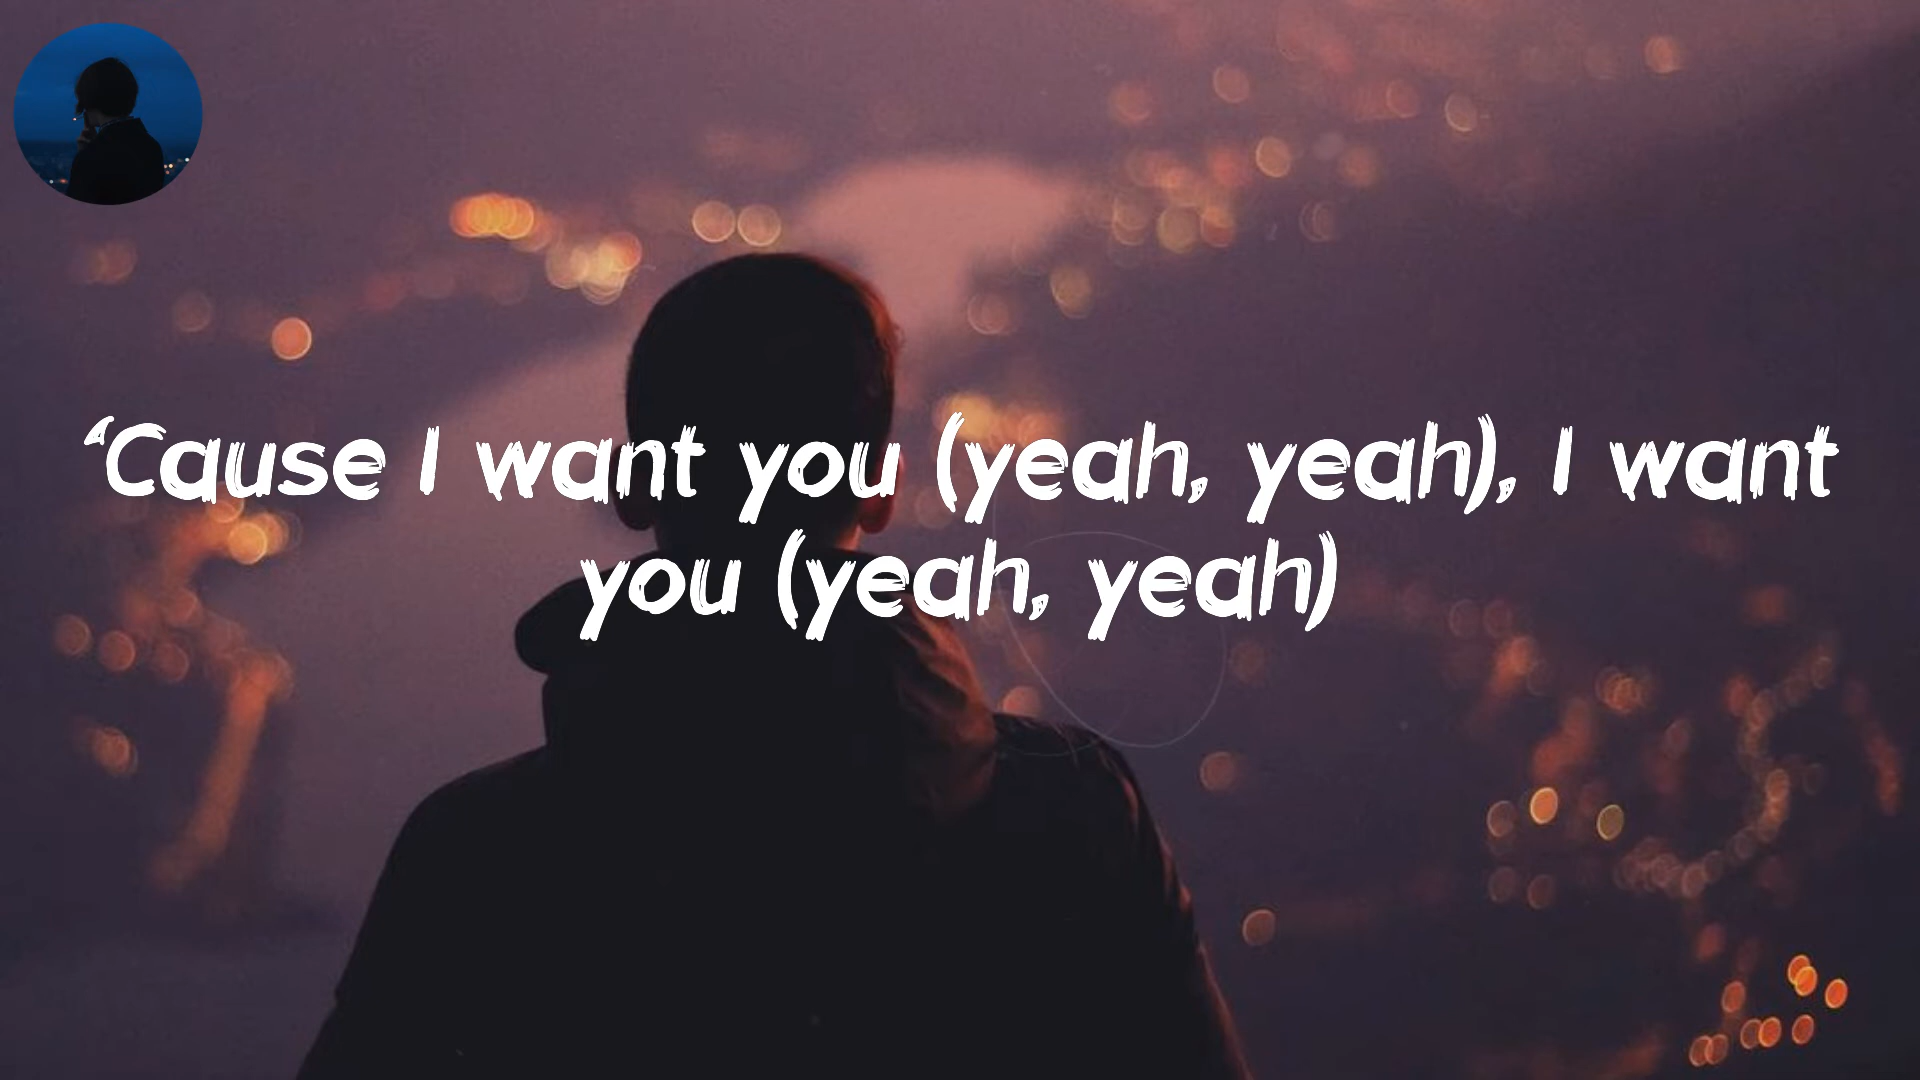 ‘Cause I want you (yeah, yeah), I want
you (yeah, yeah)